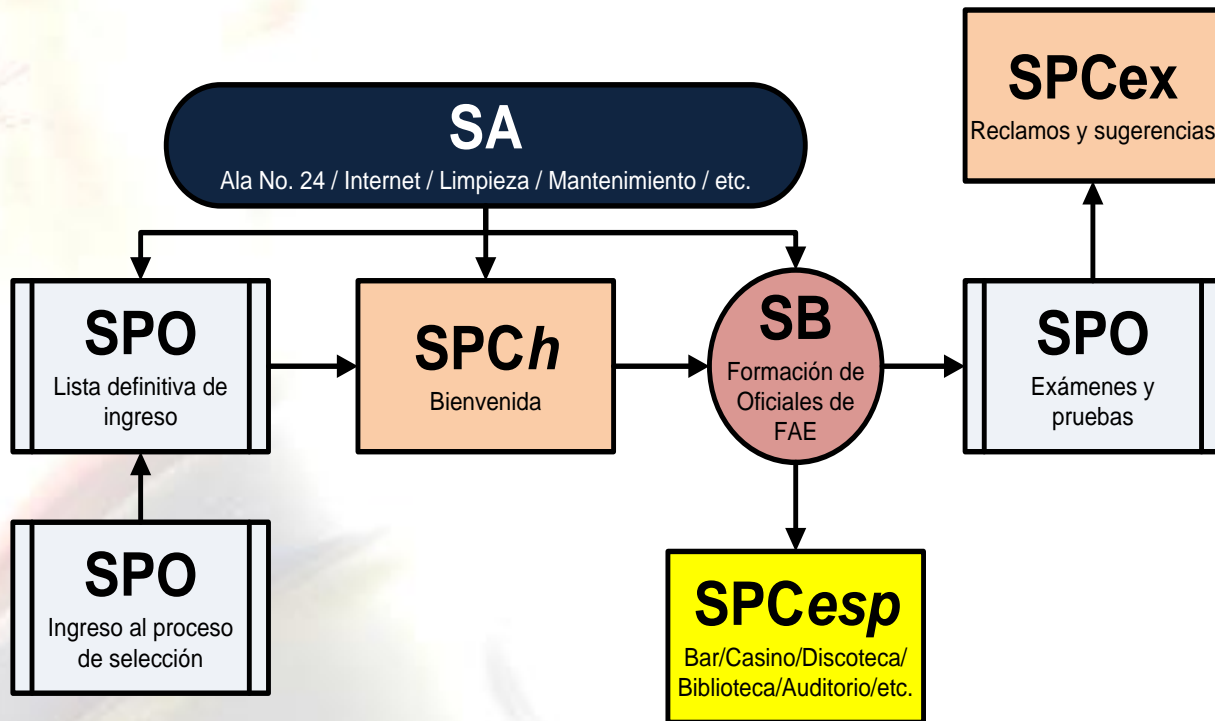 SPCex
Reclamos y sugerencias
SA
Ala No. 24 / Internet / Limpieza / Mantenimiento / etc.
SPO
Lista definitiva de
ingreso
SPCh
Bienvenida
SB
Formación de
Oficiales de
FAE
SPO
Exámenes y
pruebas
SPO
Ingreso al proceso
de selección
SPCesp
Bar/Casino/Discoteca/
Biblioteca/Auditorio/etc.